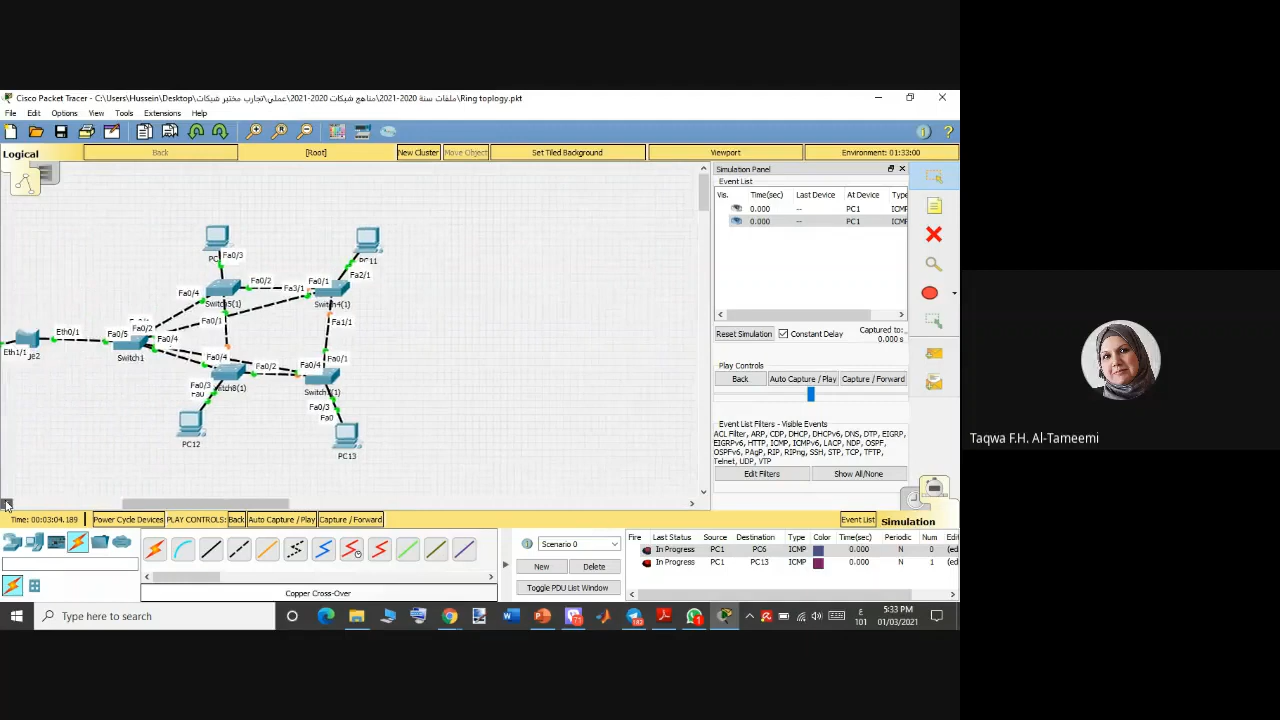 Cisco Packet Tracer - C:\Users\Hussein\Desktop\ملفات سنة 2020-2021\مناهج شبكات 2020-2021\عملي\تجارب مختبر شبكات\Ring toplogy.pkt
File Edit Options View Tools Extensions Help
Logical Back [Root] New Cluster Move Object Set Tiled Background Viewport Environment: 01:33:00
Simulation Panel
Event List
Vis. Time(sec) Last Device At Device Type
0.000 -- PC1 ICMP
0.000 -- PC1 ICMP
Fa0/3
Fa2/1
Fa0/2
Fa0/1
Fa3/1
Fa0/4
Switch5(1)
Switch4(1)
Fa0/1
Fa1/1
Eth0/1
Fa0/5
Fa0/2
Fa0/4
Eth1/1
Switch1
Fa0/4
Fa0/1
Fa0/2
Fa0/4
Fa0/3
Fa0
Fa0/3
Fa0
PC12
PC13
Reset Simulation Constant Delay Captured to:
0.000 s
Play Controls:
Back Auto Capture / Play Capture / Forward
Event List Filters - Visible Events
ACL Filter, ARP, CDP, DHCP, DHCPv6, DNS, DTP, EIGRP,
EIGRPv6, HTTP, ICMP, ICMPv6, LACP, NDP, OSPF,
OSPFv6, PAgP, RIP, RIPng, SSH, STP, TCP, TFTP,
Telnet, UDP, VTP
Edit Filters Show All/None
Time: 00:03:04.189 Power Cycle Devices PLAY CONTROLS: Back Auto Capture / Play Capture / Forward Event List Simulation
Scenario 0
New Delete
Toggle PDU List Window
Copper Cross-Over
Fire Last Status Source Destination Type Color Time(sec) Periodic Num Edit
In Progress PC1 PC6 ICMP 0.000 N 0 (ed
In Progress PC1 PC13 ICMP 0.000 N 1 (ed
Type here to search
ع
101
5:33 PM
01/03/2021
Taqwa F.H. Al-Tameemi